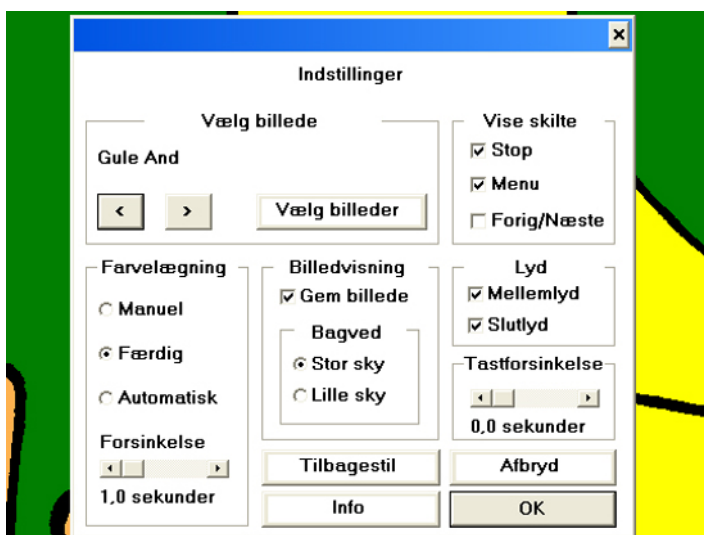 Indstillinger
Vælg billede
Gule And
< >
Vælg billeder
Vise skilte
Stop
Menu
Forig/Næste
Farvelægning
Manuel
Færdig
Automatisk
Forsinkelse
1,0 sekunder
Billedvisning
Gem billede
Bagved
Stor sky
Lille sky
Lyd
Mellemlyd
Slutlyd
Tastforsinkelse
0,0 sekunder
Tilbagestil
Afbryd
Info
OK